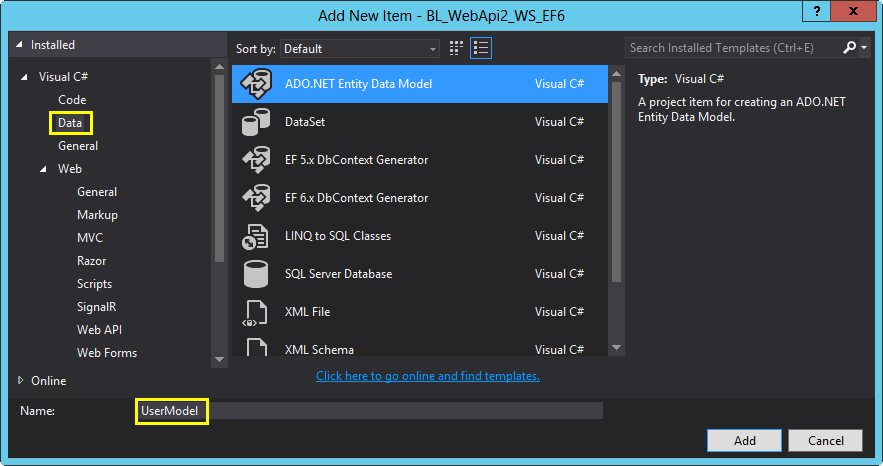 Add New Item - BL_WebApi2_WS_EF6
?
Installed
Sort by: Default
Search Installed Templates (Ctrl+E)
Visual C#
Code
Data
General
Web
General
Markup
MVC
Razor
Scripts
SignalR
Web API
Web Forms
Online
ADO.NET Entity Data Model Visual C#
DataSet Visual C#
EF 5.x DbContext Generator Visual C#
EF 6.x DbContext Generator Visual C#
LINQ to SQL Classes Visual C#
SQL Server Database Visual C#
XML File Visual C#
XML Schema Visual C#
Click here to go online and find templates.
Type: Visual C#
A project item for creating an ADO.NET
Entity Data Model.
Name: UserModel
Add Cancel